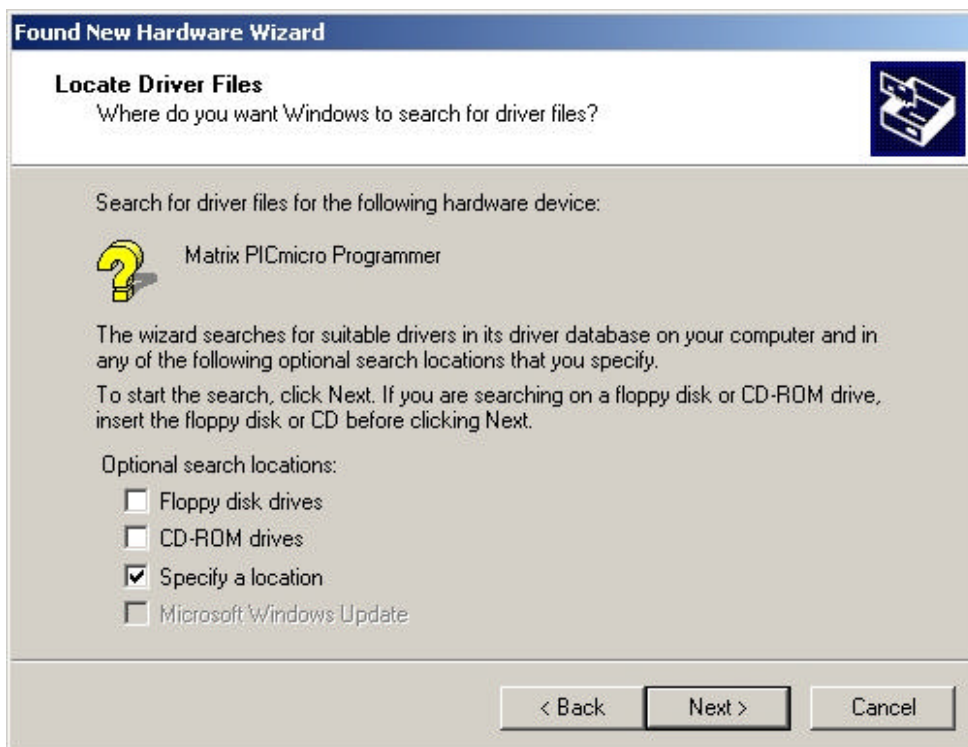 Found New Hardware Wizard
Locate Driver Files
Where do you want Windows to search for driver files?
Search for driver files for the following hardware device:
Matrix PICmicro Programmer
The wizard searches for suitable drivers in its driver database on your computer and in
any of the following optional search locations that you specify.
To start the search, click Next. If you are searching on a floppy disk or CD-ROM drive,
insert the floppy disk or CD before clicking Next.
Optional search locations:
Floppy disk drives
CD-ROM drives
Specify a location
Microsoft Windows Update
< Back Next > Cancel